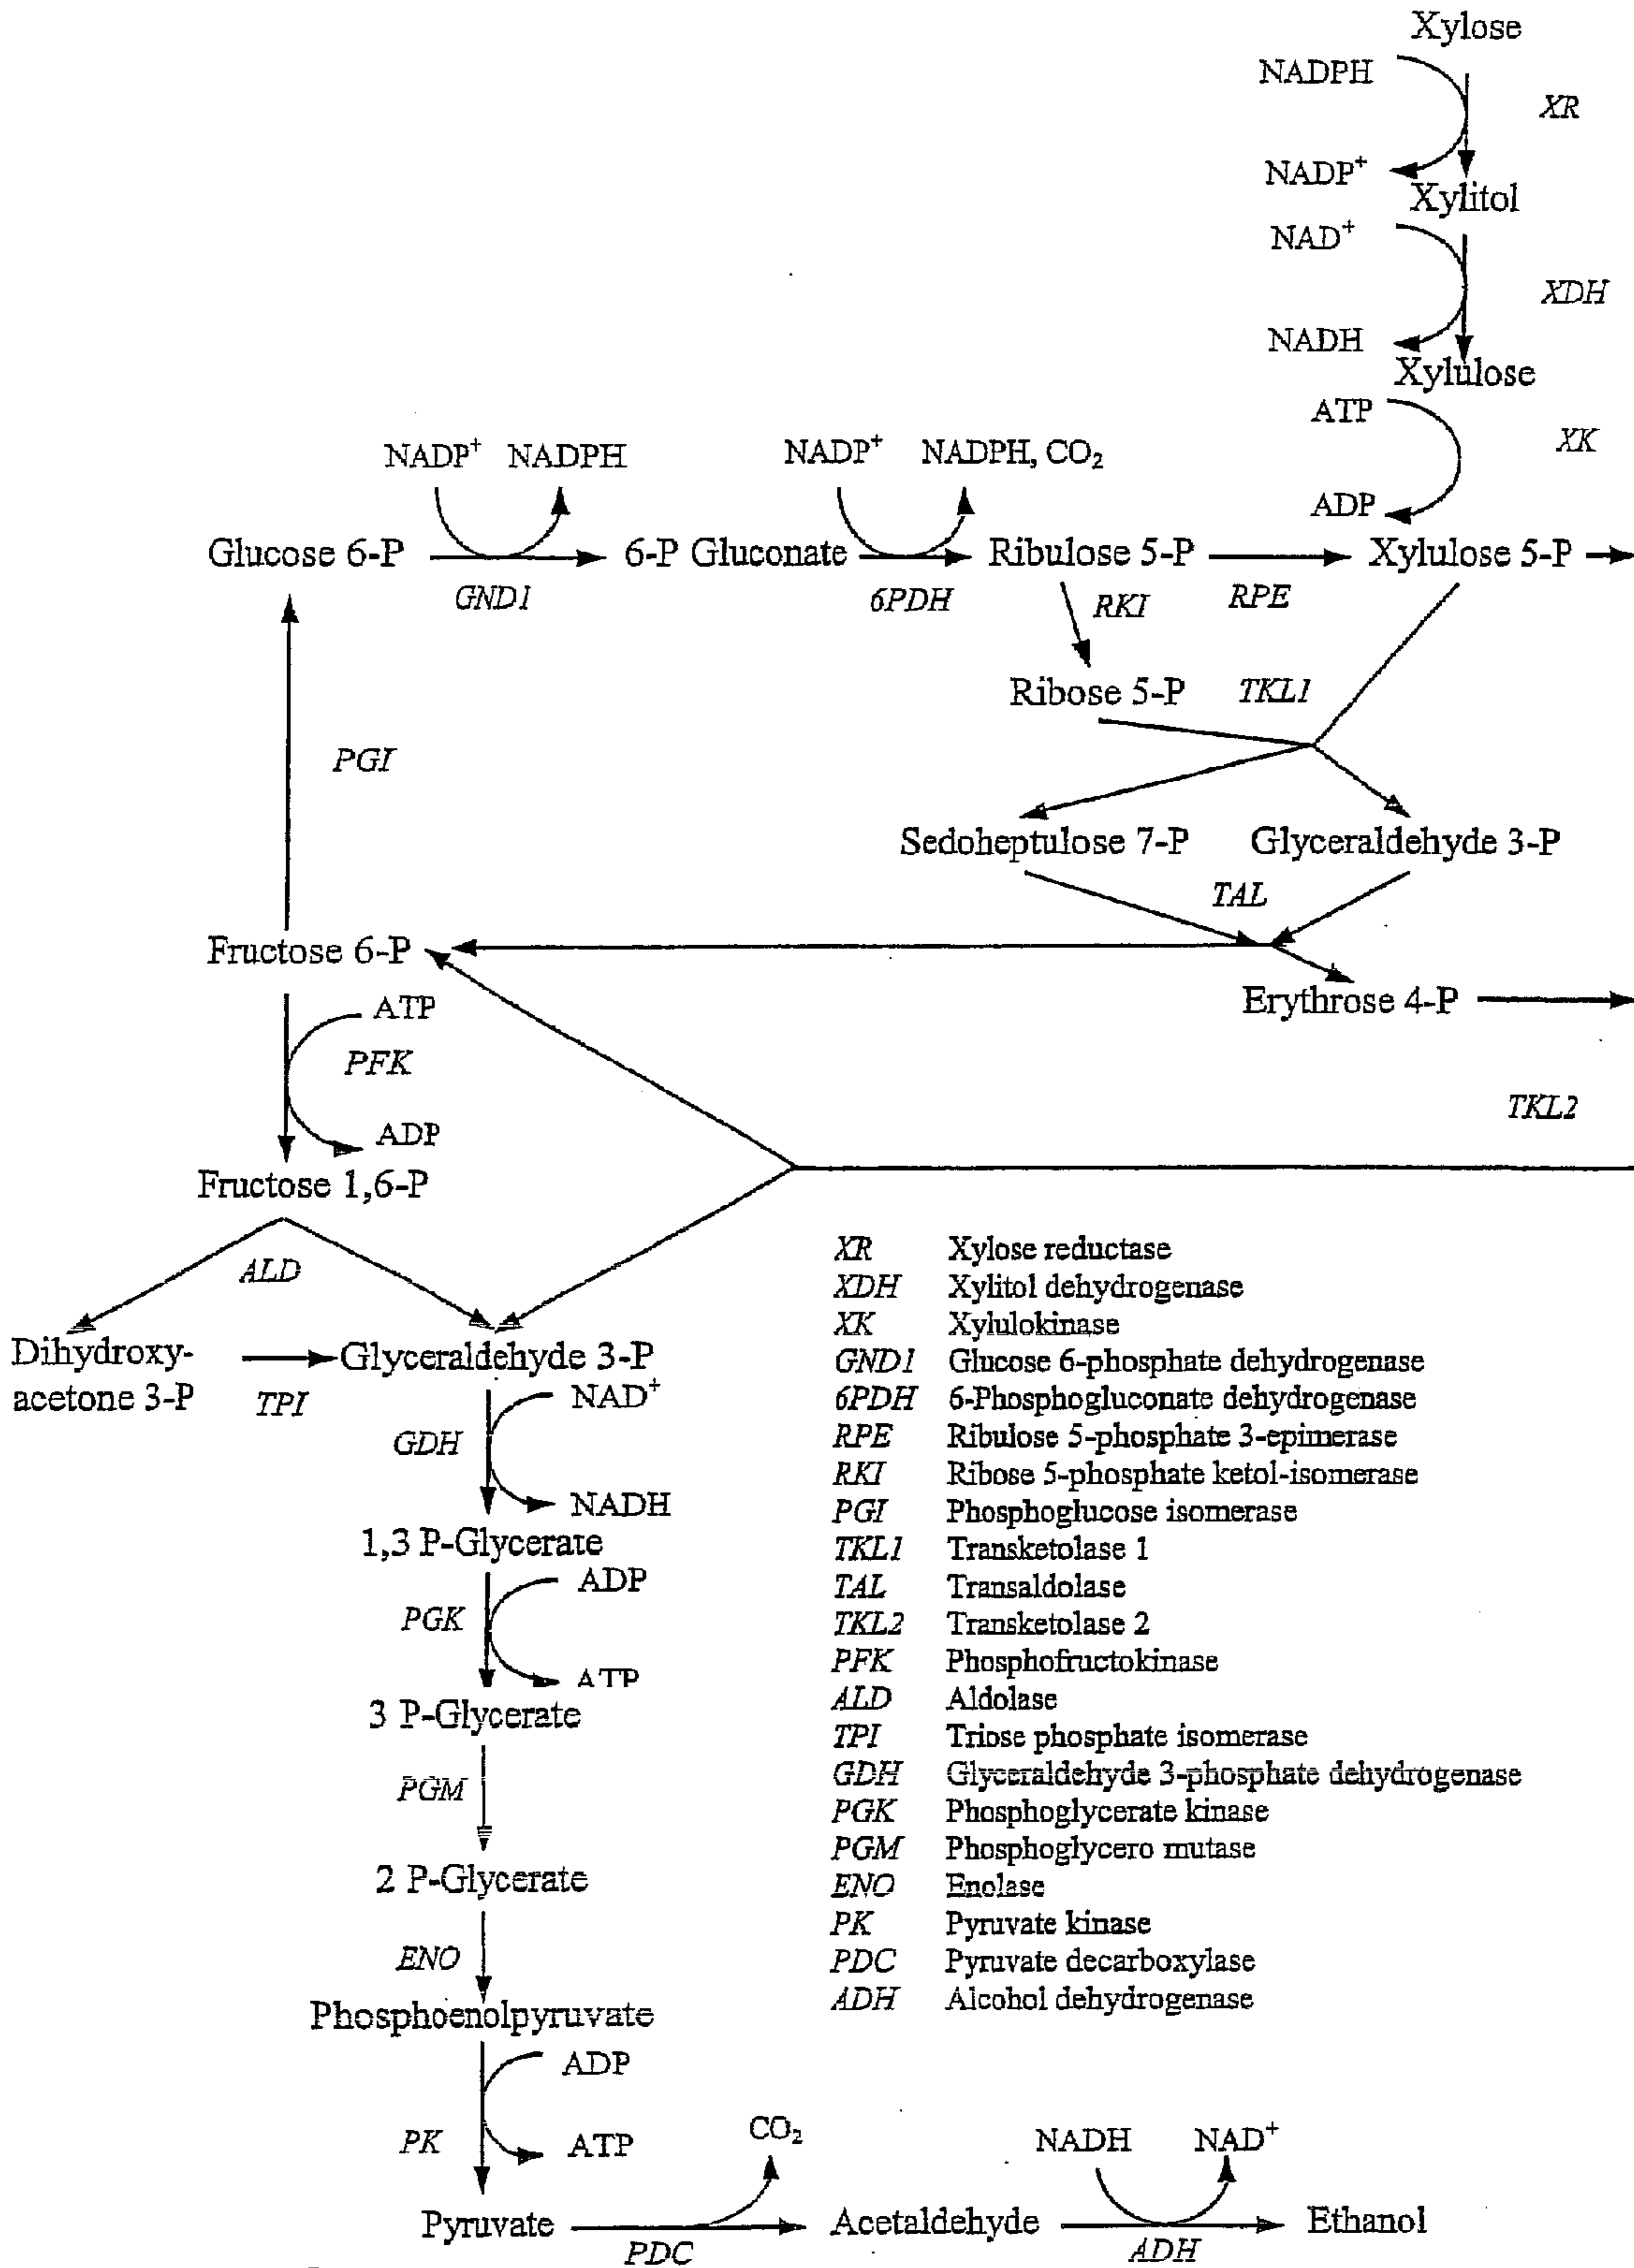 Xylose
NADPH
XR
NADP⁺
Xylitol
NAD⁺
XDH
NADH
Xylulose
ATP
XK
ADP
NADP⁺ NADPH
NADP⁺ NADPH, CO₂
Glucose 6-P
6-P Gluconate
Ribulose 5-P
Xylulose 5-P
GND1
6PDH
RKI
RPE
Ribose 5-P
TKL1
PGI
Sedoheptulose 7-P
Glyceraldehyde 3-P
TAL
Fructose 6-P
Erythrose 4-P
ATP
PFK
ADP
TKL2
Fructose 1,6-P
ALD
Dihydroxy-
acetone 3-P
TPI
Glyceraldehyde 3-P
NAD⁺
GDH
NADH
1,3 P-Glycerate
ADP
PGK
ATP
3 P-Glycerate
PGM
2 P-Glycerate
ENO
Phosphoenolpyruvate
ADP
PK
ATP
Pyruvate
PDC
CO₂
Acetaldehyde
NADH
NAD⁺
ADH
Ethanol
XR Xylose reductase
XDH Xylitol dehydrogenase
XK Xylulokinase
GND1 Glucose 6-phosphate dehydrogenase
6PDH 6-Phosphogluconate dehydrogenase
RPE Ribulose 5-phosphate 3-epimerase
RKI Ribose 5-phosphate ketol-isomerase
PGI Phosphoglucose isomerase
TKL1 Transketolase 1
TAL Transaldolase
TKL2 Transketolase 2
PFK Phosphofructokinase
ALD Aldolase
TPI Triose phosphate isomerase
GDH Glyceraldehyde 3-phosphate dehydrogenase
PGK Phosphoglycerate kinase
PGM Phosphoglycero mutase
ENO Enolase
PK Pyruvate kinase
PDC Pyruvate decarboxylase
ADH Alcohol dehydrogenase